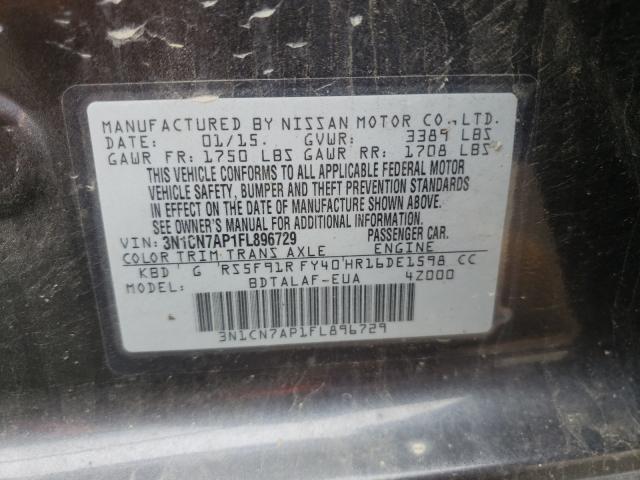 MANUFACTURED BY NISSAN MOTOR CO., LTD.
DATE: 01/15. GVWR: 3389 LBS
GAWR FR: 1750 LBS GAWR RR: 1708 LBS
THIS VEHICLE CONFORMS TO ALL APPLICABLE FEDERAL MOTOR
VEHICLE SAFETY, BUMPER AND THEFT PREVENTION STANDARDS
IN EFFECT ON THE DATE OF MANUFACTURE SHOWN ABOVE.
SEE OWNER'S MANUAL FOR ADDITIONAL INFORMATION.
VIN: 3N1CN7AP1FL896729 PASSENGER CAR.
COLOR TRIM TRANS AXLE ENGINE
KBD G RS5F91R FY40 HR16DE1598 CC
MODEL: BDTALAF-EUA 4Z000
3N1CN7AP1FL896729